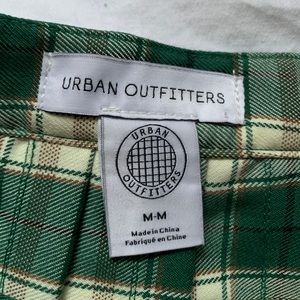 URBAN OUTFITTERS
URBAN
OUTFITTERS
M-M
Made in China
Fabriqué en Chine